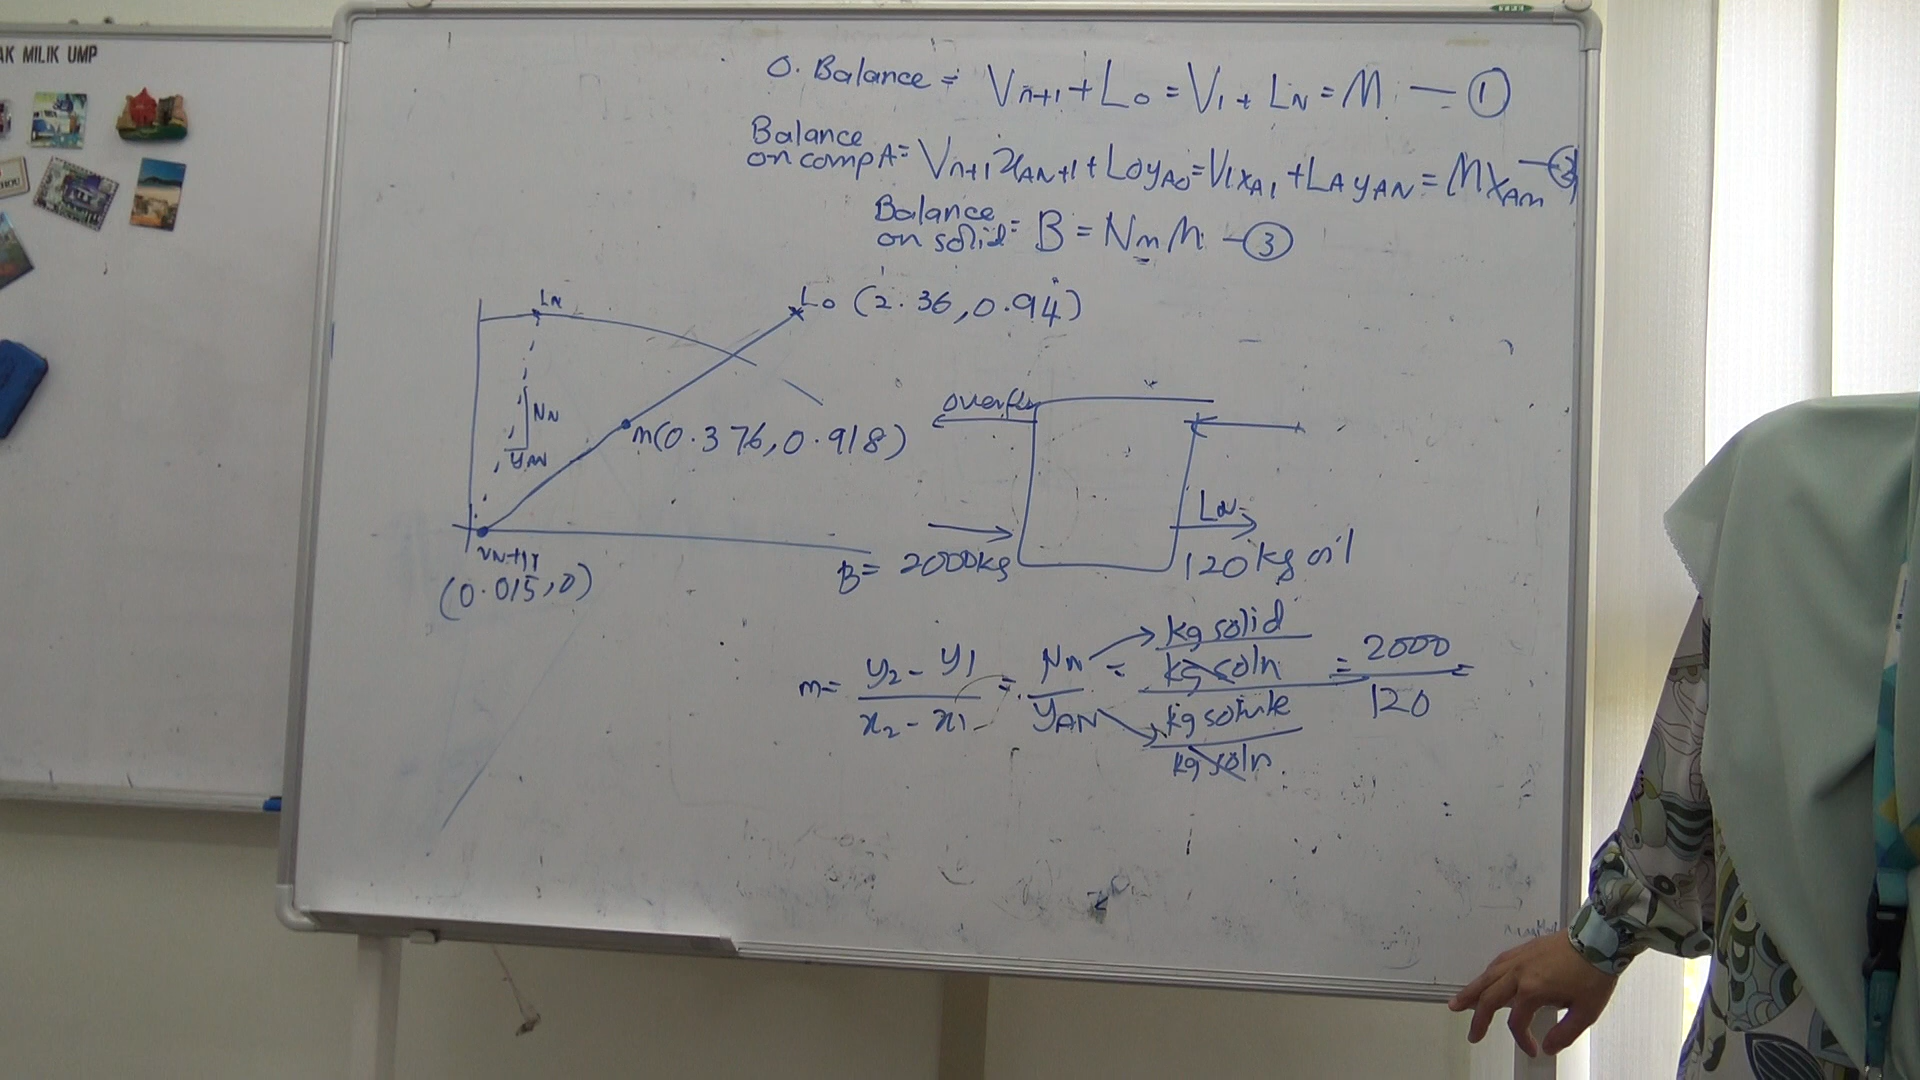 AK MILIK UMP
O. Balance = Vn+1 + Lo = V1 + LN = M — ①
Balance
on comp A = Vn+1 xAN+1 + Lo yAo = V1 xA1 + LA yAN = M xAm — ②
Balance
on solid = B = Nm M — ③
LN
Lo (2.36, 0.94)
NN
yAN
m(0.376, 0.918)
VN+1
(0.015, 0)
overflo
LN
B = 2000kg
120 kg oil
m = y2 - y1 / x2 - x1 = Nn / yAN = kg solid / kg soln / kg solute / kg soln = 2000 / 120 =